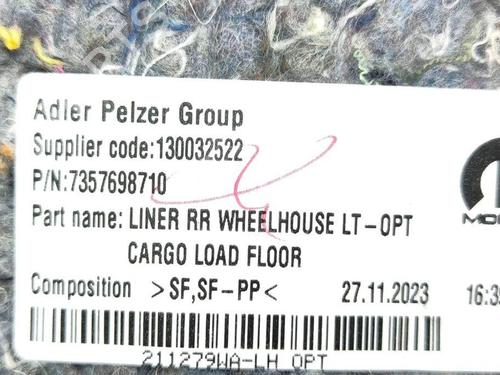 Adler Pelzer Group
Supplier code:130032522
P/N:7357698710
Part name: LINER RR WHEELHOUSE LT-OPT
CARGO LOAD FLOOR
Composition >SF,SF-PP< 27.11.2023
211279WA-LH OPT